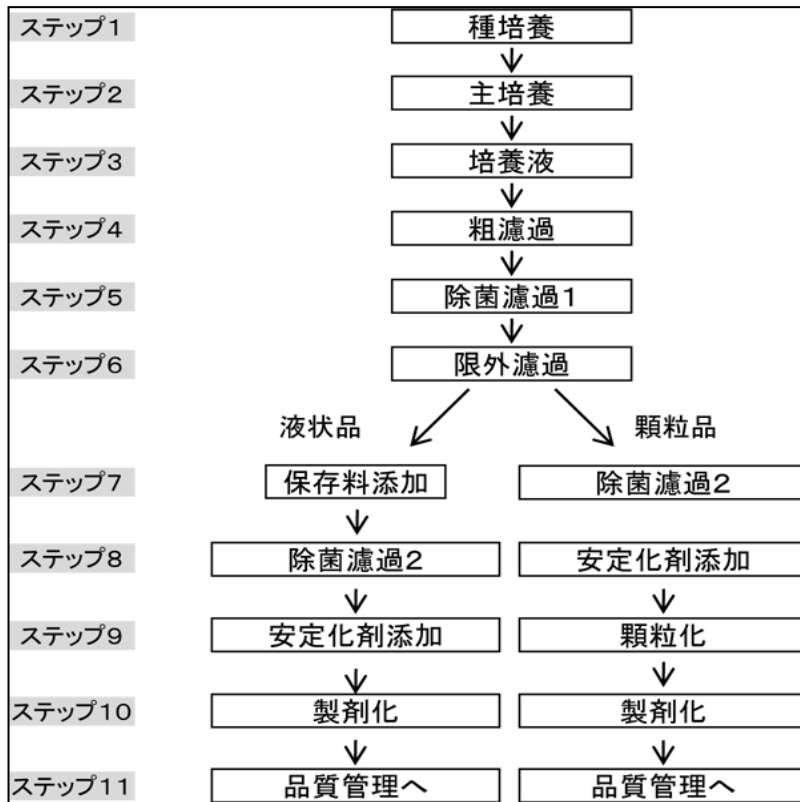 ステップ1 種培養
ステップ2 主培養
ステップ3 培養液
ステップ4 粗濾過
ステップ5 除菌濾過1
ステップ6 限外濾過
液状品 顆粒品
ステップ7 保存料添加 除菌濾過2
ステップ8 除菌濾過2 安定化剤添加
ステップ9 安定化剤添加 顆粒化
ステップ10 製剤化 製剤化
ステップ11 品質管理へ 品質管理へ